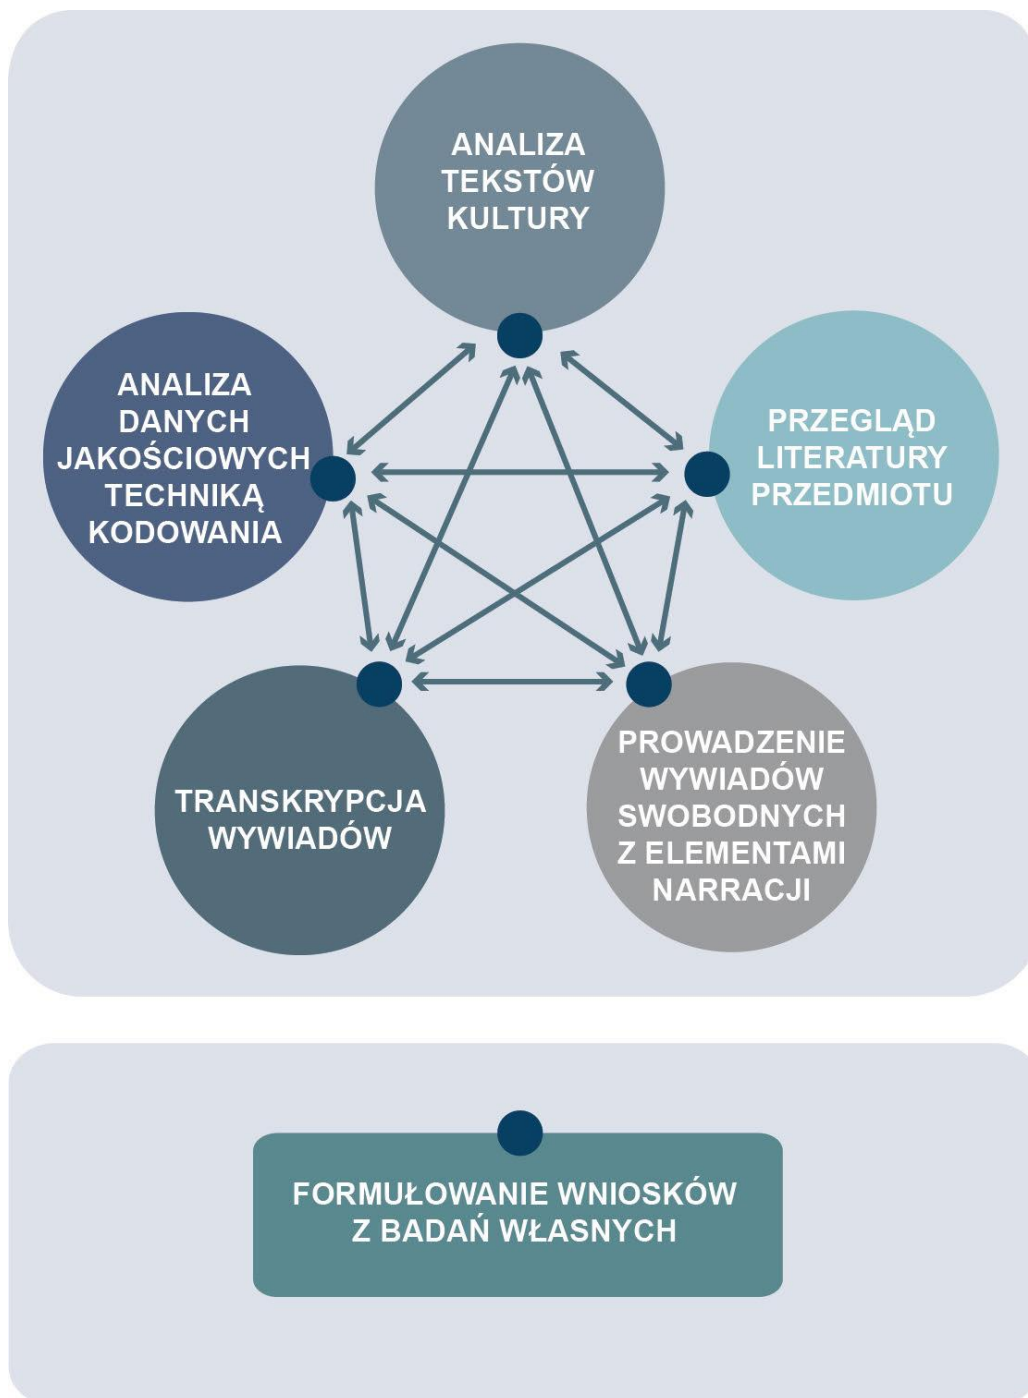 ANALIZA
TEKSTÓW
KULTURY
ANALIZA
DANYCH
JAKOŚCIOWYCH
TECHNIKĄ
KODOWANIA
PRZEGLĄD
LITERATURY
PRZEDMIOTU
TRANSKRYPCJA
WYWIADÓW
PROWADZENIE
WYWIADÓW
SWOBODNYCH
Z ELEMENTAMI
NARRACJI
FORMUŁOWANIE WNIOSKÓW
Z BADAŃ WŁASNYCH